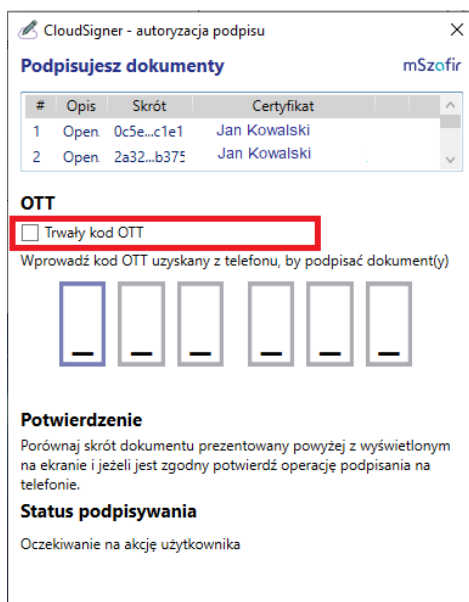 CloudSigner - autoryzacja podpisu
Podpisujesz dokumenty mSzafir
# Opis Skrót Certyfikat
1 Open. 0c5e...c1e1 Jan Kowalski
2 Open. 2a32...b375 Jan Kowalski
OTT
Trwały kod OTT
Wprowadź kod OTT uzyskany z telefonu, by podpisać dokument(y)
Potwierdzenie
Porównaj skrót dokumentu prezentowany powyżej z wyświetlonym
na ekranie i jeżeli jest zgodny potwierdź operację podpisania na
telefonie.
Status podpisywania
Oczekiwanie na akcję użytkownika